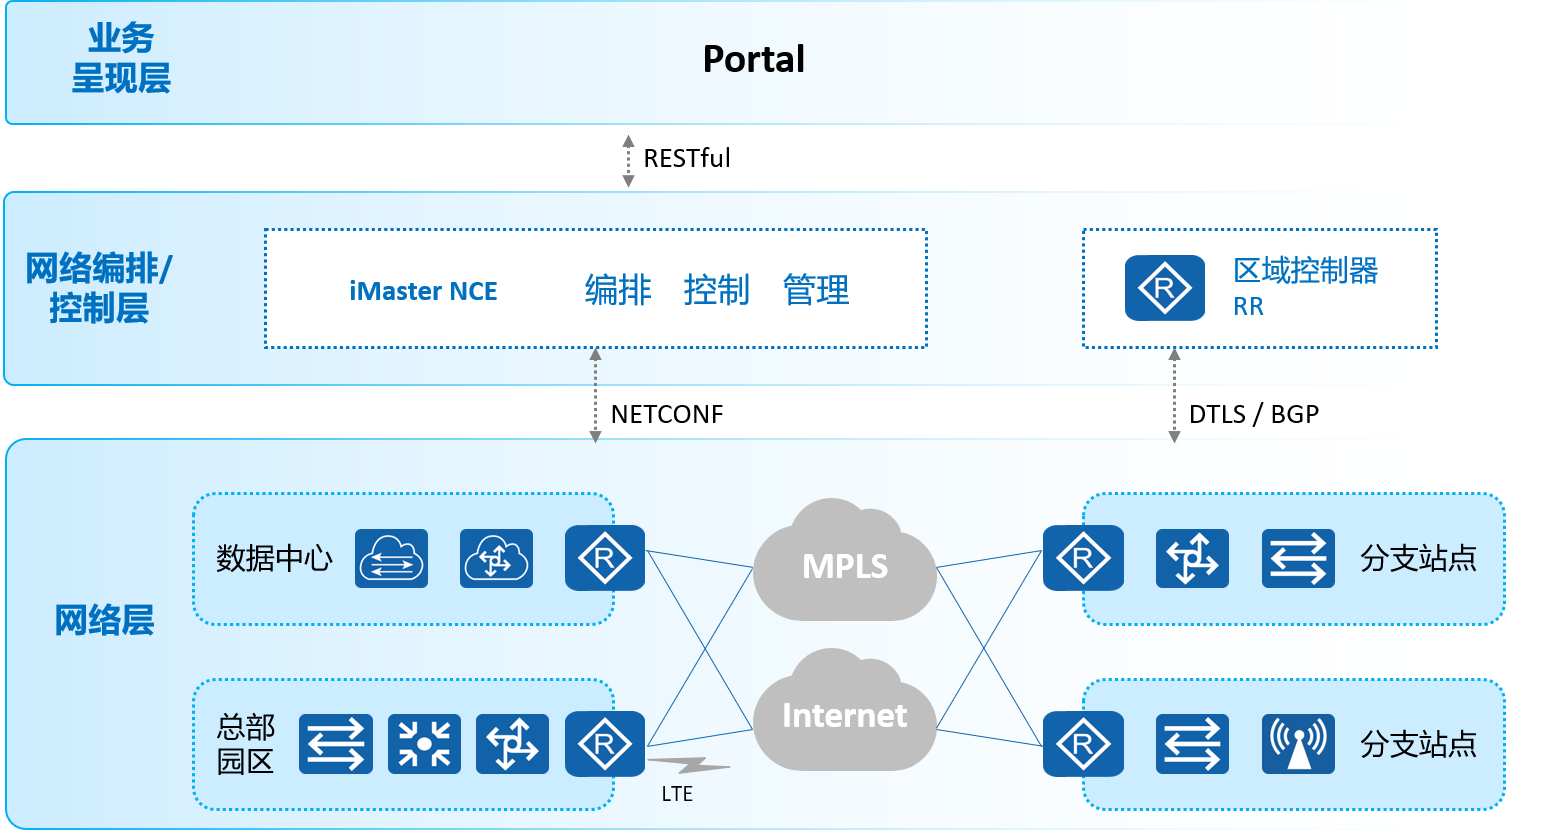 业务
呈现层
Portal
RESTful
网络编排/
控制层
iMaster NCE
编排 控制 管理
R
区域控制器
RR
NETCONF
DTLS / BGP
网络层
数据中心
R
MPLS
R
分支站点
总部
园区
R
LTE
Internet
R
分支站点